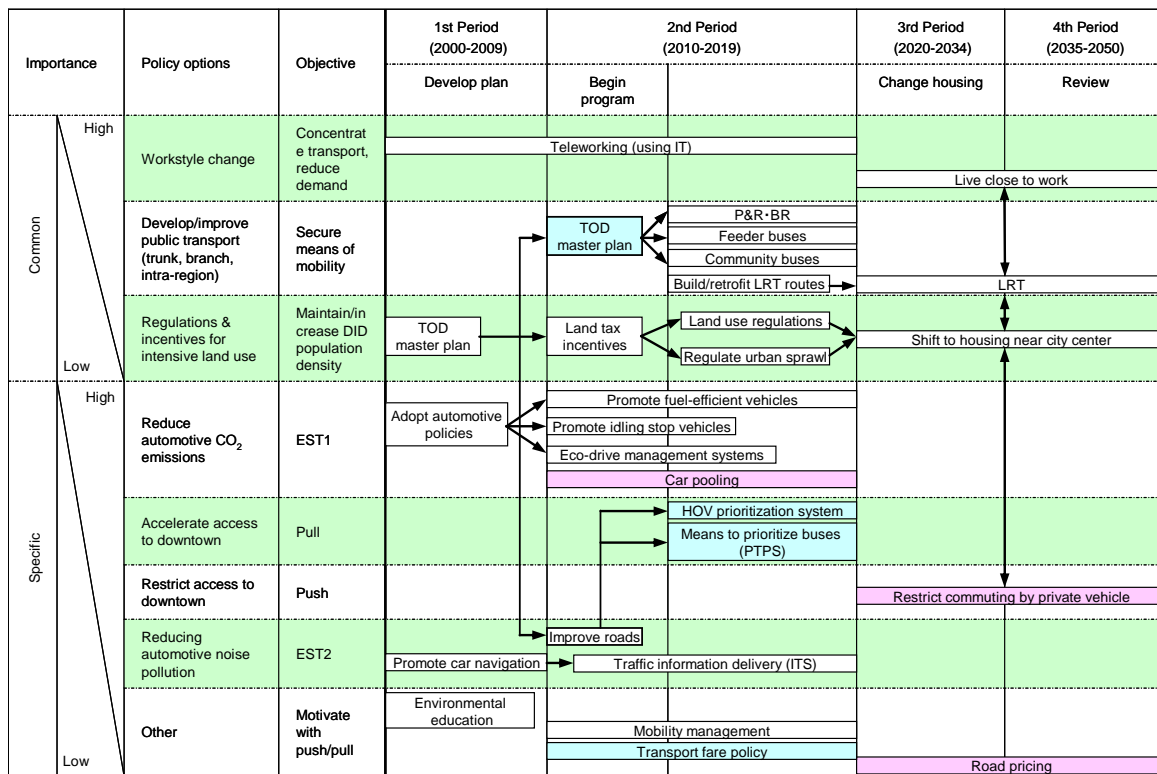 Importance
Policy options
Objective
1st Period
(2000-2009)
2nd Period
(2010-2019)
3rd Period
(2020-2034)
4th Period
(2035-2050)
Develop plan
Begin
program
Change housing
Review
Common
High
Low
Workstyle change
Concentrat
e transport,
reduce
demand
Teleworking (using IT)
Live close to work
Develop/improve
public transport
(trunk, branch,
intra-region)
Secure
means of
mobility
TOD
master plan
P&R・BR
Feeder buses
Community buses
Build/retrofit LRT routes
LRT
Regulations &
incentives for
intensive land use
Maintain/in
crease DID
population
density
TOD
master plan
Land tax
incentives
Land use regulations
Regulate urban sprawl
Shift to housing near city center
Specific
High
Low
Reduce
automotive CO2
emissions
EST1
Adopt automotive
policies
Promote fuel-efficient vehicles
Promote idling stop vehicles
Eco-drive management systems
Car pooling
Accelerate access
to downtown
Pull
HOV prioritization system
Means to prioritize buses
(PTPS)
Restrict access to
downtown
Push
Restrict commuting by private vehicle
Reducing
automotive noise
pollution
EST2
Improve roads
Promote car navigation
Traffic information delivery (ITS)
Other
Motivate
with
push/pull
Environmental
education
Mobility management
Transport fare policy
Road pricing